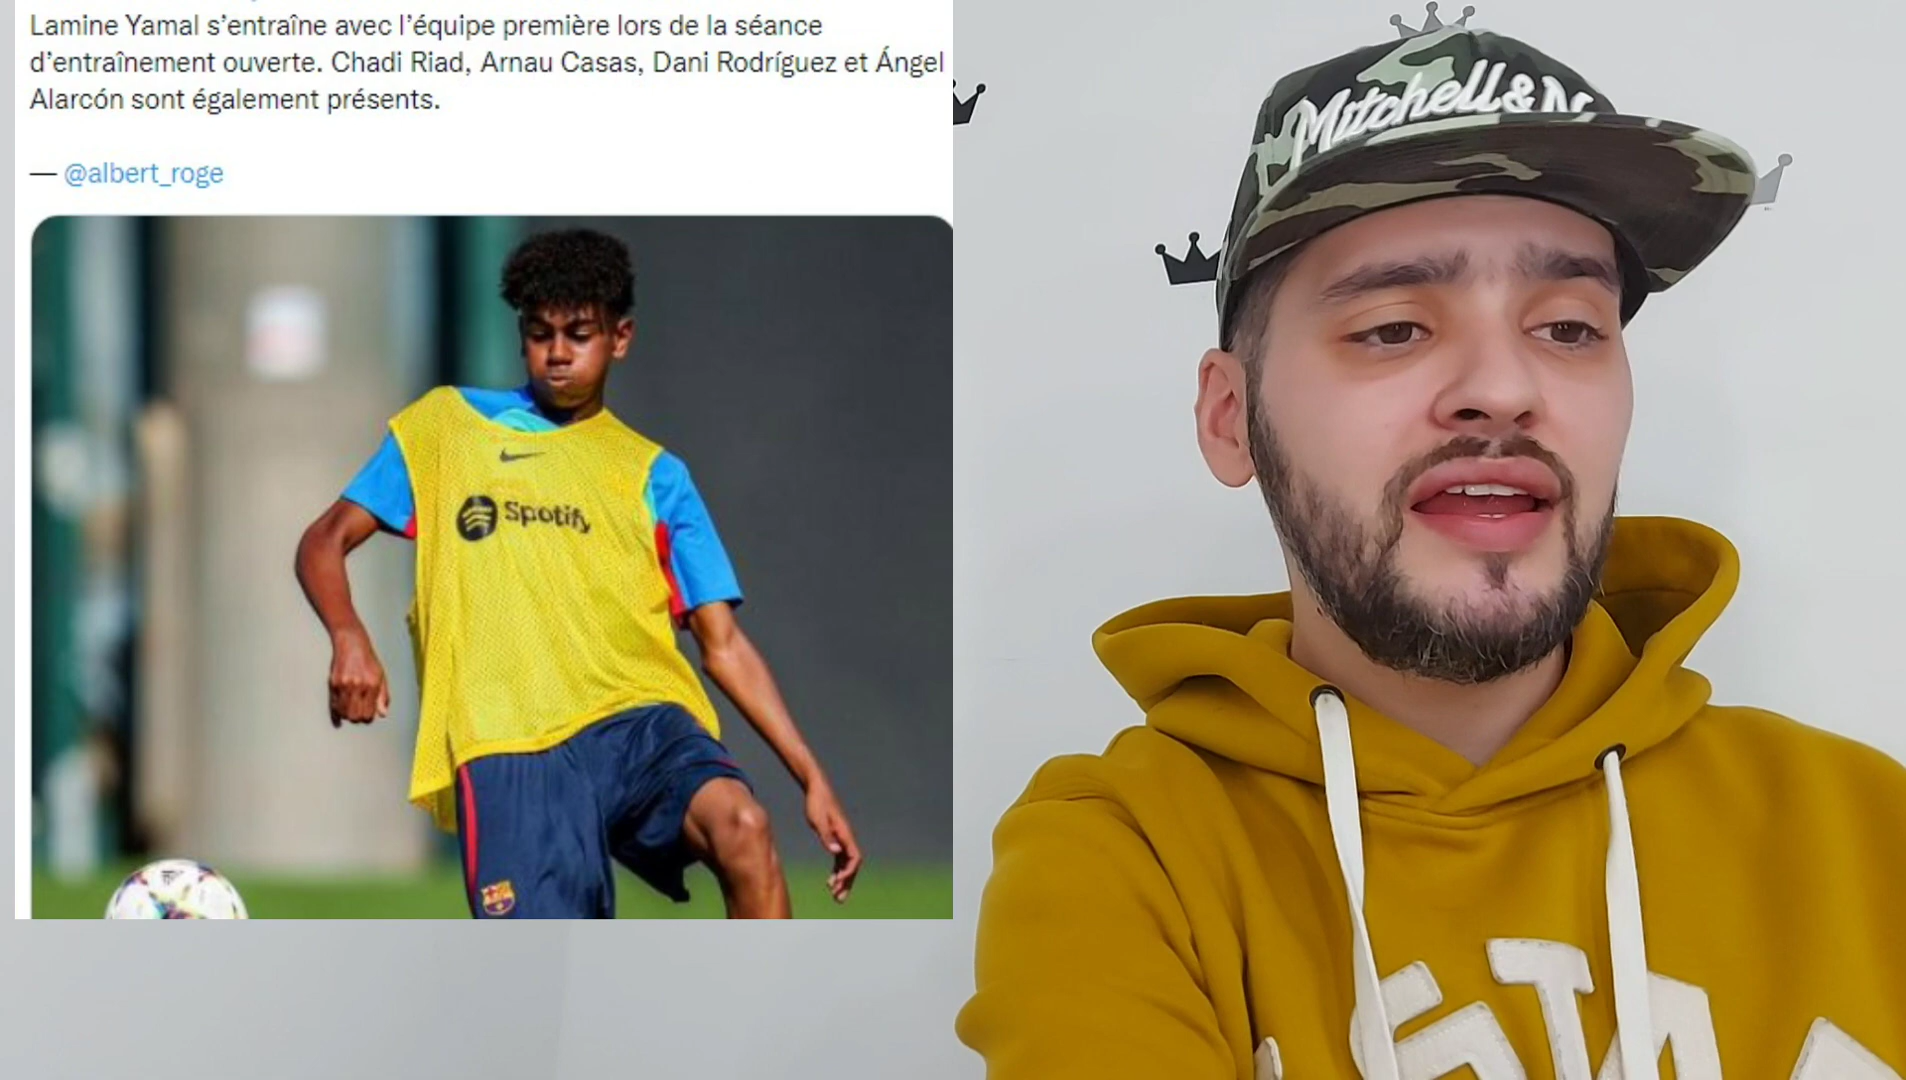 Lamine Yamal s’entraîne avec l’équipe première lors de la séance
d’entraînement ouverte. Chadi Riad, Arnau Casas, Dani Rodríguez et Ángel
Alarcón sont également présents.
— @albert_roge
Spotify
Mitchell&N